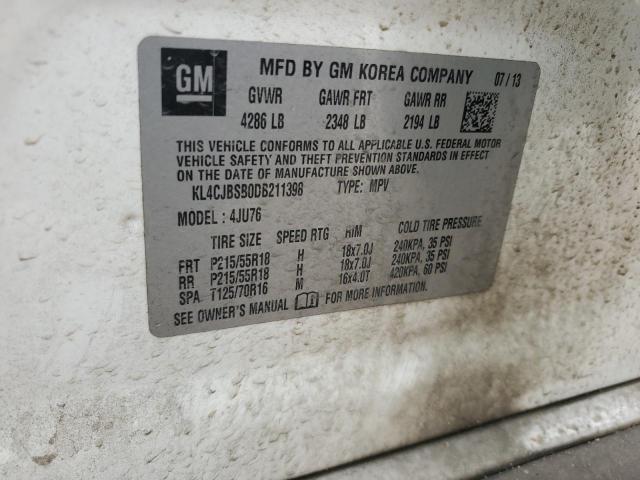 GM MFD BY GM KOREA COMPANY 07/13
GVWR GAWR FRT GAWR RR
4286 LB 2348 LB 2194 LB
THIS VEHICLE CONFORMS TO ALL APPLICABLE U.S. FEDERAL MOTOR
VEHICLE SAFETY AND THEFT PREVENTION STANDARDS IN EFFECT
ON THE DATE OF MANUFACTURE SHOWN ABOVE.
KL4CJBSB0DB211398 TYPE: MPV
MODEL : 4JU76
TIRE SIZE SPEED RTG RIM COLD TIRE PRESSURE
FRT P215/55R18 H 18x7.0J 240KPA, 35 PSI
RR P215/55R18 H 18x7.0J 240KPA, 35 PSI
SPA T125/70R16 M 16x4.0T 420KPA, 60 PSI
SEE OWNER'S MANUAL FOR MORE INFORMATION.